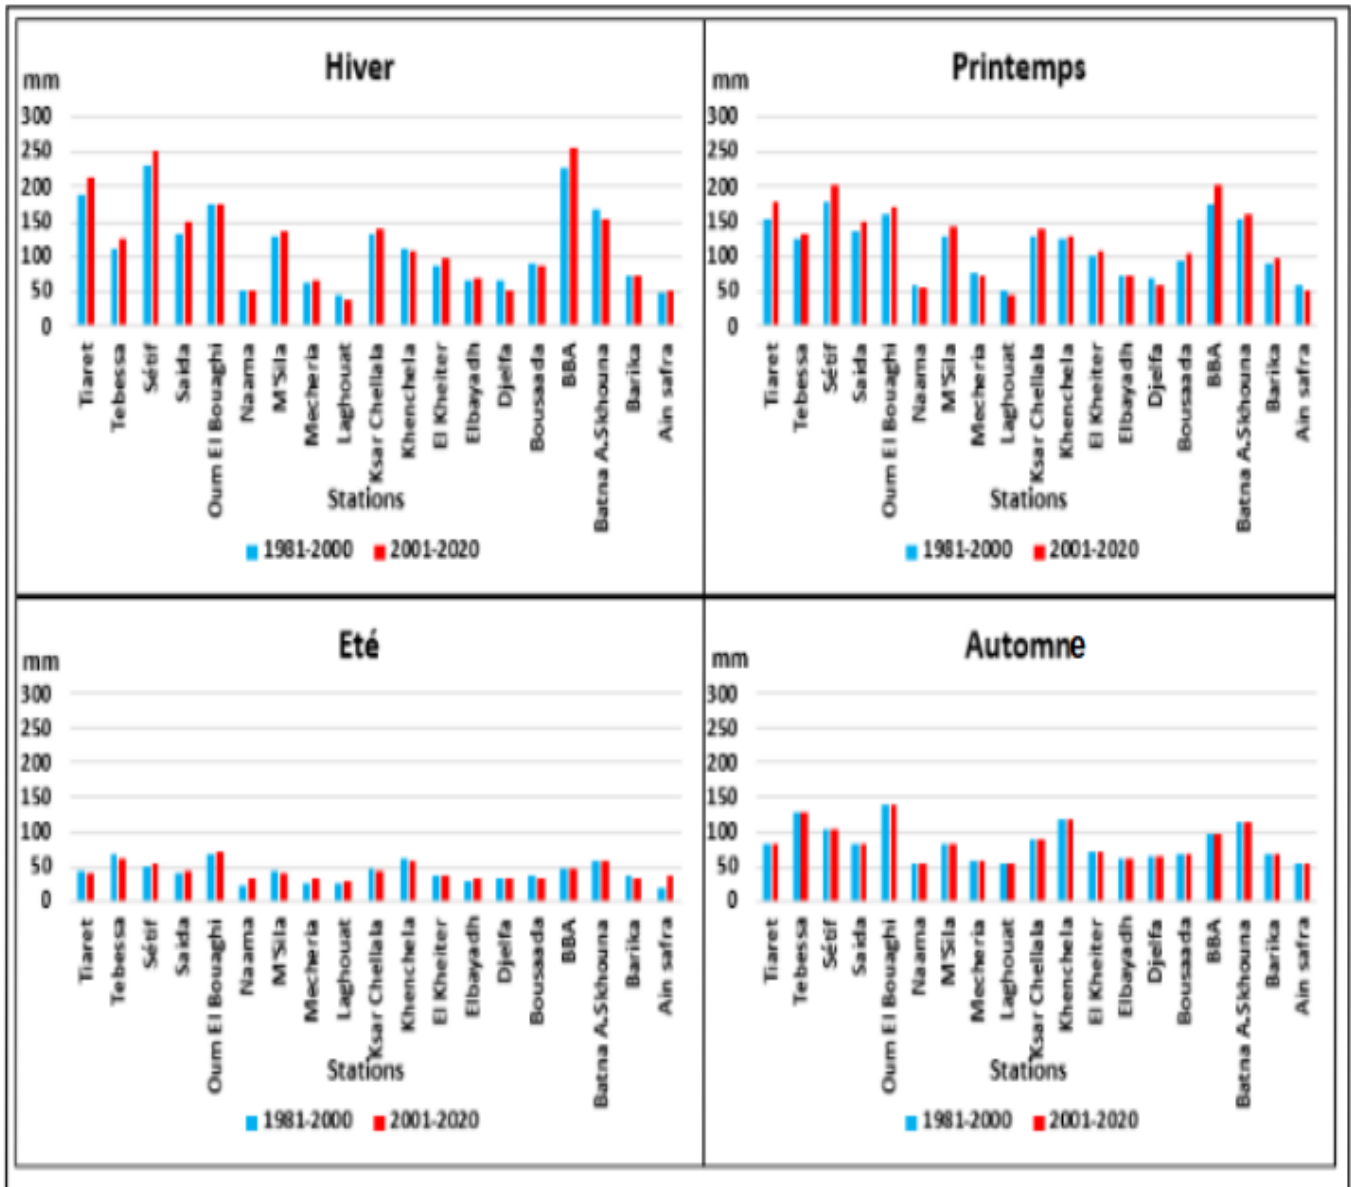 Hiver
mm
300
250
200
150
100
50
0
Tiaret
Tebessa
Sétif
Saida
Oum El Bouaghi
Naama
M'Sila
Mecheria
Laghouat
Ksar Chellala
Khenchela
El Kheiter
Elbayadh
Djelfa
Bousaada
BBA
Batna A.Skhouna
Barika
Ain safra
Stations
1981-2000 2001-2020
Printemps
mm
300
250
200
150
100
50
0
Tiaret
Tebessa
Sétif
Saida
Oum El Bouaghi
Naama
M'Sila
Mecheria
Laghouat
Ksar Chellala
Khenchela
El Kheiter
Elbayadh
Djelfa
Bousaada
BBA
Batna A.Skhouna
Barika
Ain safra
Stations
1981-2000 2001-2020
Eté
mm
300
250
200
150
100
50
0
Tiaret
Tebessa
Sétif
Saida
Oum El Bouaghi
Naama
M'Sila
Mecheria
Laghouat
Ksar Chellala
Khenchela
El Kheiter
Elbayadh
Djelfa
Bousaada
BBA
Batna A.Skhouna
Barika
Ain safra
Stations
1981-2000 2001-2020
Automne
mm
300
250
200
150
100
50
0
Tiaret
Tebessa
Sétif
Saida
Oum El Bouaghi
Naama
M'Sila
Mecheria
Laghouat
Ksar Chellala
Khenchela
El Kheiter
Elbayadh
Djelfa
Bousaada
BBA
Batna A.Skhouna
Barika
Ain safra
Stations
1981-2000 2001-2020